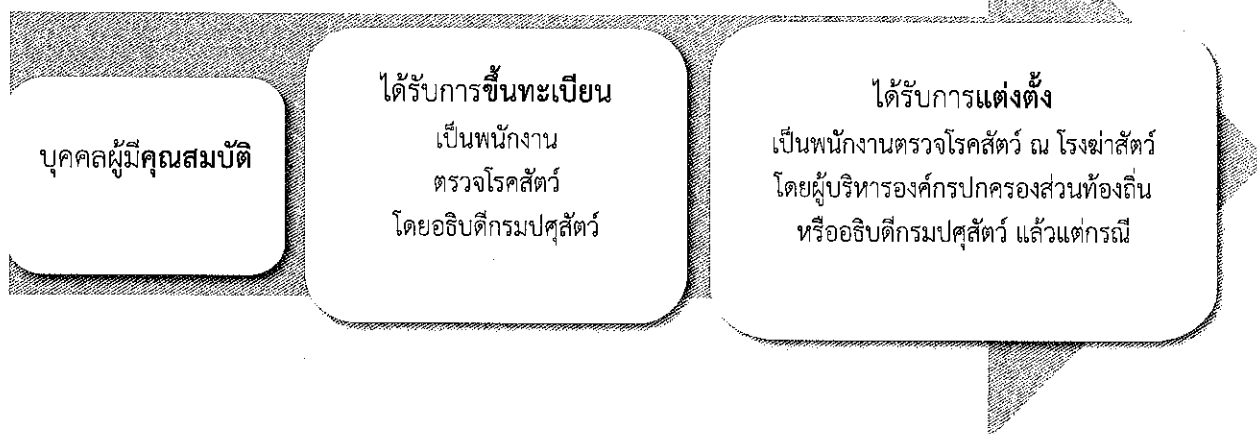 บุคคลผู้มีคุณสมบัติ
ได้รับการขึ้นทะเบียน
เป็นพนักงาน
ตรวจโรคสัตว์
โดยอธิบดีกรมปศุสัตว์
ได้รับการแต่งตั้ง
เป็นพนักงานตรวจโรคสัตว์ ณ โรงฆ่าสัตว์
โดยผู้บริหารองค์กรปกครองส่วนท้องถิ่น
หรืออธิบดีกรมปศุสัตว์ แล้วแต่กรณี